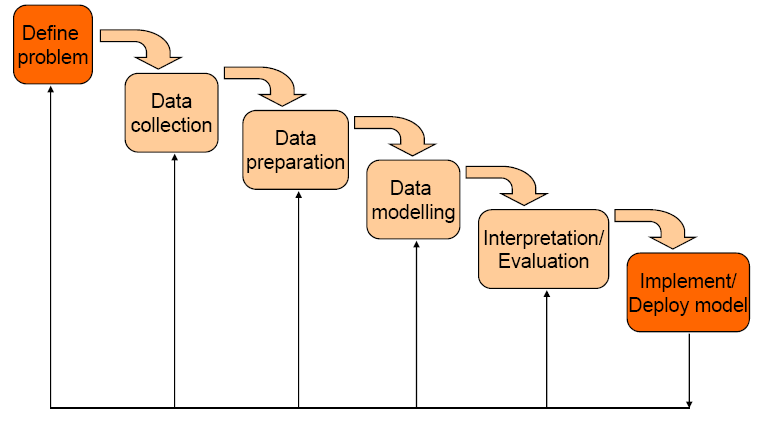 Define
problem
Data
collection
Data
preparation
Data
modelling
Interpretation/
Evaluation
Implement/
Deploy model